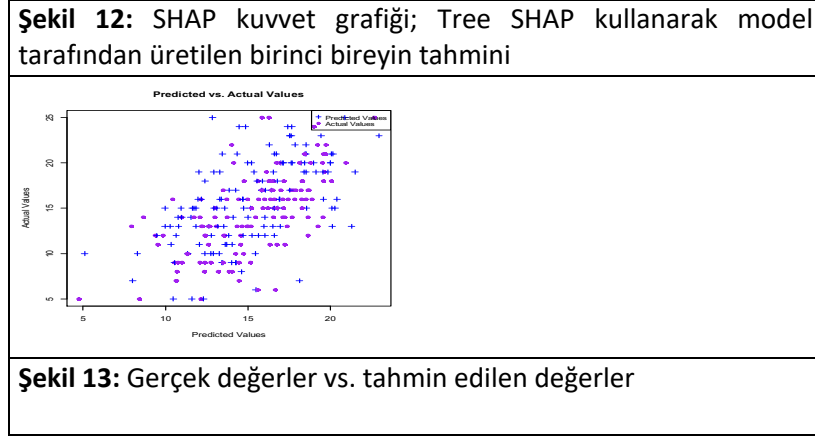 Şekil 12: SHAP kuvvet grafiği; Tree SHAP kullanarak model
tarafından üretilen birinci bireyin tahmini
Predicted vs. Actual Values
Predicted Values
Actual Values
Actual Values
25
20
15
10
5
5 10 15 20
Predicted Values
Şekil 13: Gerçek değerler vs. tahmin edilen değerler